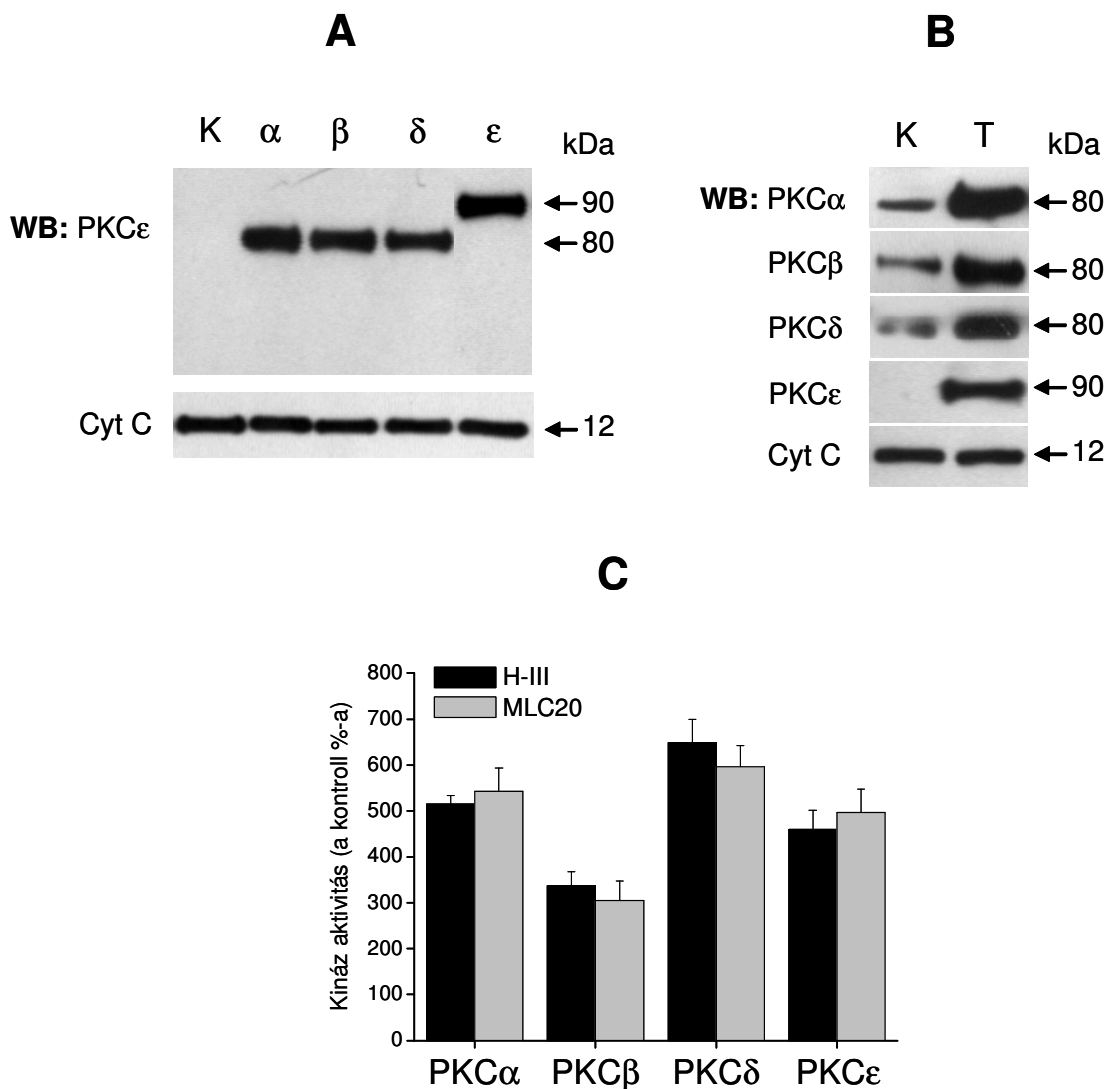 A
K α β δ ε kDa
WB: PKCε
90
80
Cyt C
12
B
K T kDa
WB: PKCα 80
PKCβ 80
PKCδ 80
PKCε 90
Cyt C 12
C
Kináz aktivitás (a kontroll %-a)
800
700
600
500
400
300
200
100
0
H-III
MLC20
PKCα PKCβ PKCδ PKCε